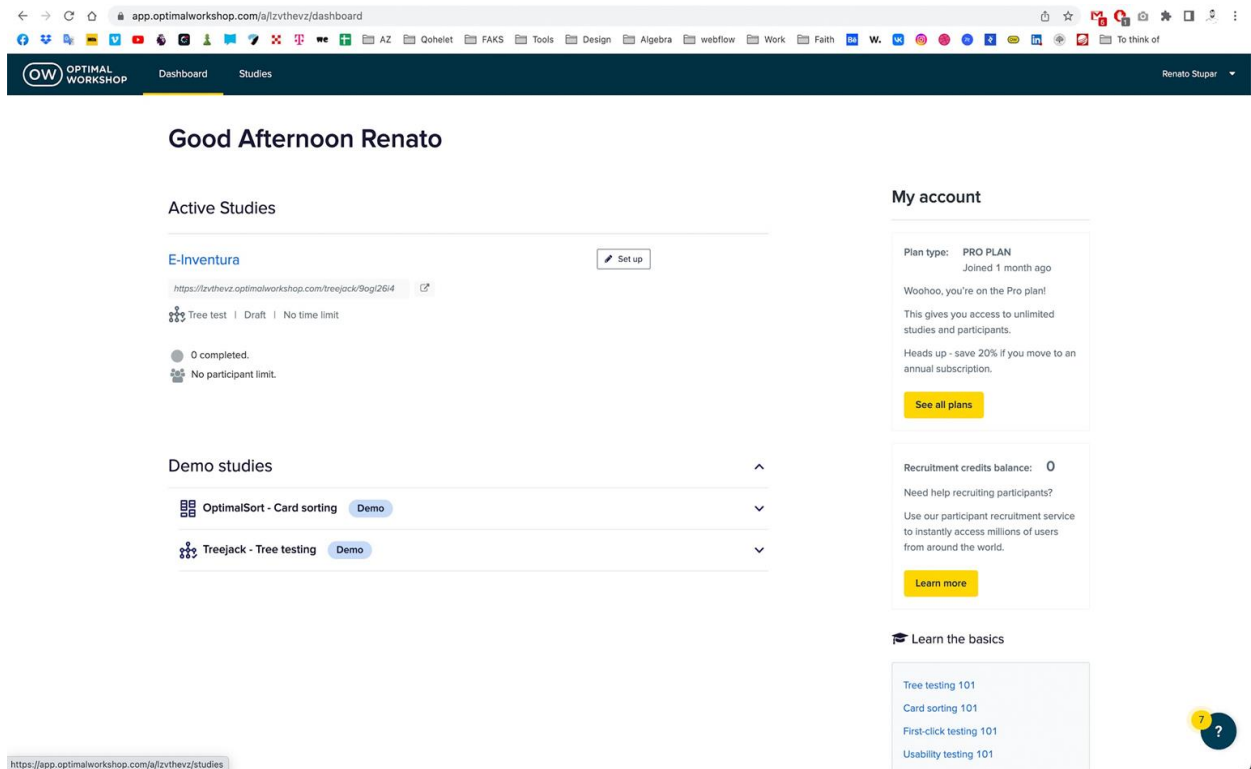 app.optimalworkshop.com/a/lzvthevz/dashboard
AZ Qohelet FAKS Tools Design Algebra webflow Work Faith W. To think of
OW OPTIMAL WORKSHOP Dashboard Studies Renato Stupar
Good Afternoon Renato
Active Studies
E-Inventura Set up
https://lzvthevz.optimalworkshop.com/treejack/9ogl26i4
Tree test | Draft | No time limit
0 completed.
No participant limit.
Demo studies
OptimalSort - Card sorting Demo
Treejack - Tree testing Demo
My account
Plan type: PRO PLAN
Joined 1 month ago
Woohoo, you're on the Pro plan!
This gives you access to unlimited
studies and participants.
Heads up - save 20% if you move to an
annual subscription.
See all plans
Recruitment credits balance: 0
Need help recruiting participants?
Use our participant recruitment service
to instantly access millions of users
from around the world.
Learn more
Learn the basics
Tree testing 101
Card sorting 101
First-click testing 101
Usability testing 101
7
?
https://app.optimalworkshop.com/a/lzvthevz/studies